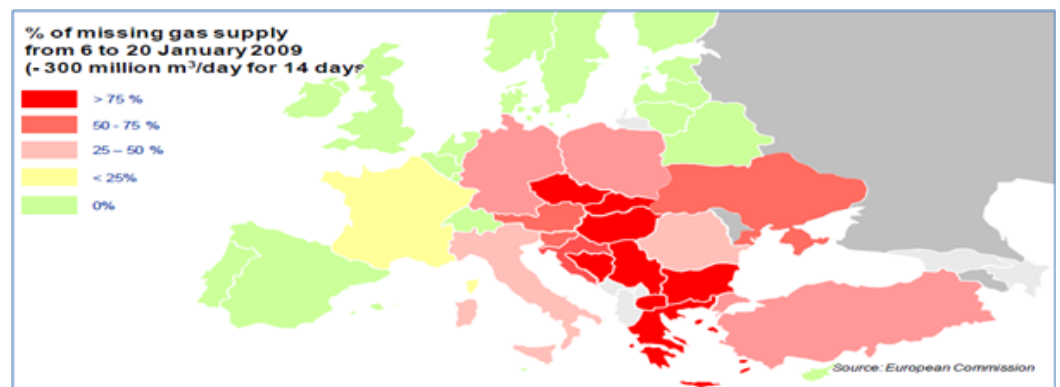 % of missing gas supply
from 6 to 20 January 2009
(- 300 million m³/day for 14 days
> 75 %
50 - 75 %
25 – 50 %
< 25%
0%
Source: European Commission